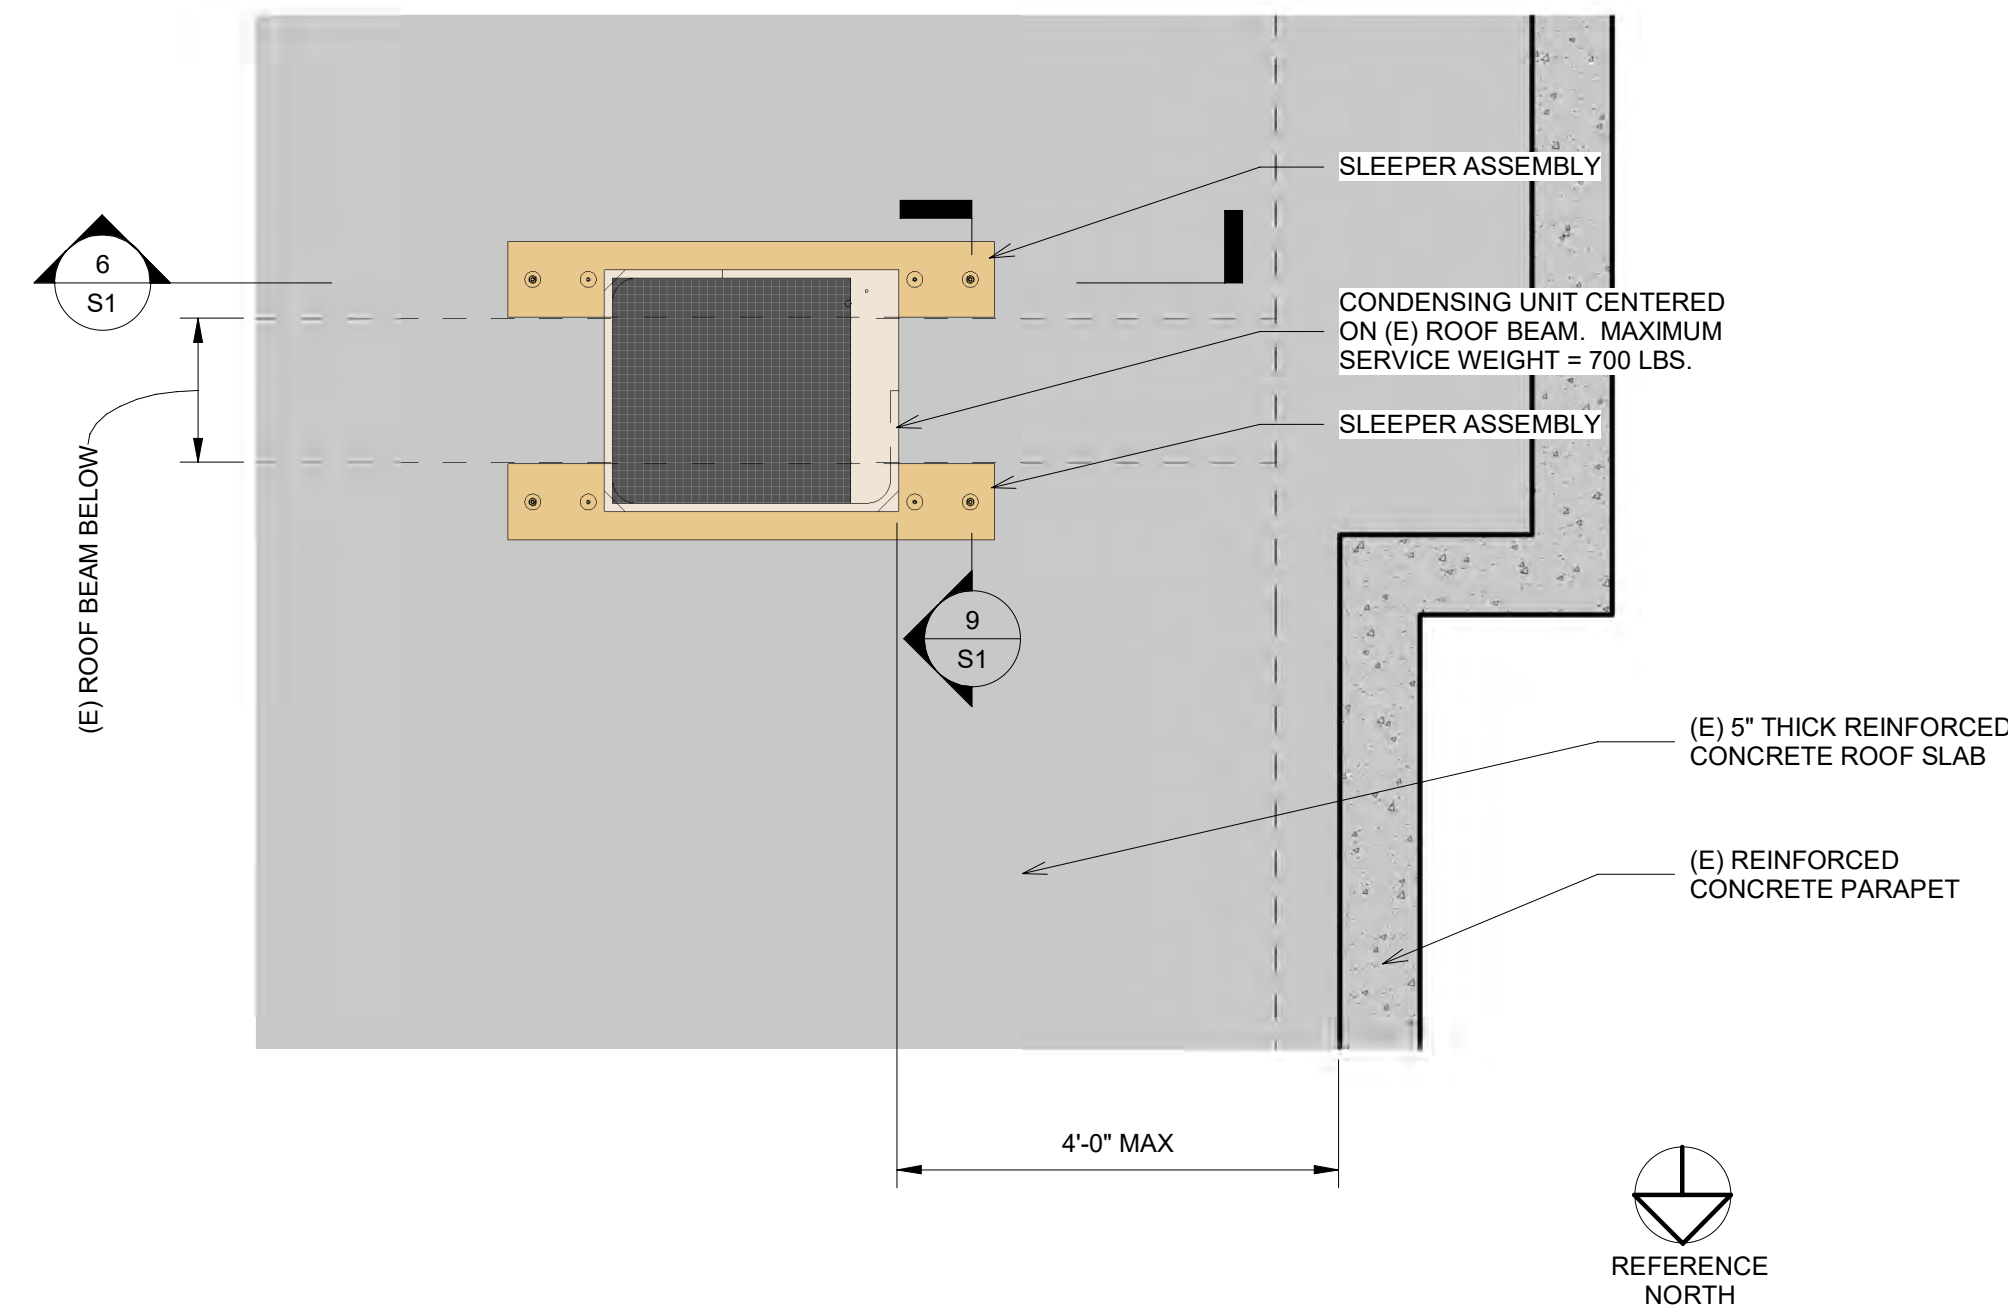 SLEEPER ASSEMBLY
6
S1
CONDENSING UNIT CENTERED
ON (E) ROOF BEAM.  MAXIMUM
SERVICE WEIGHT = 700 LBS.
SLEEPER ASSEMBLY
(E) ROOF BEAM BELOW
9
S1
(E) 5" THICK REINFORCED
CONCRETE ROOF SLAB
(E) REINFORCED
CONCRETE PARAPET
4'-0" MAX
REFERENCE
NORTH